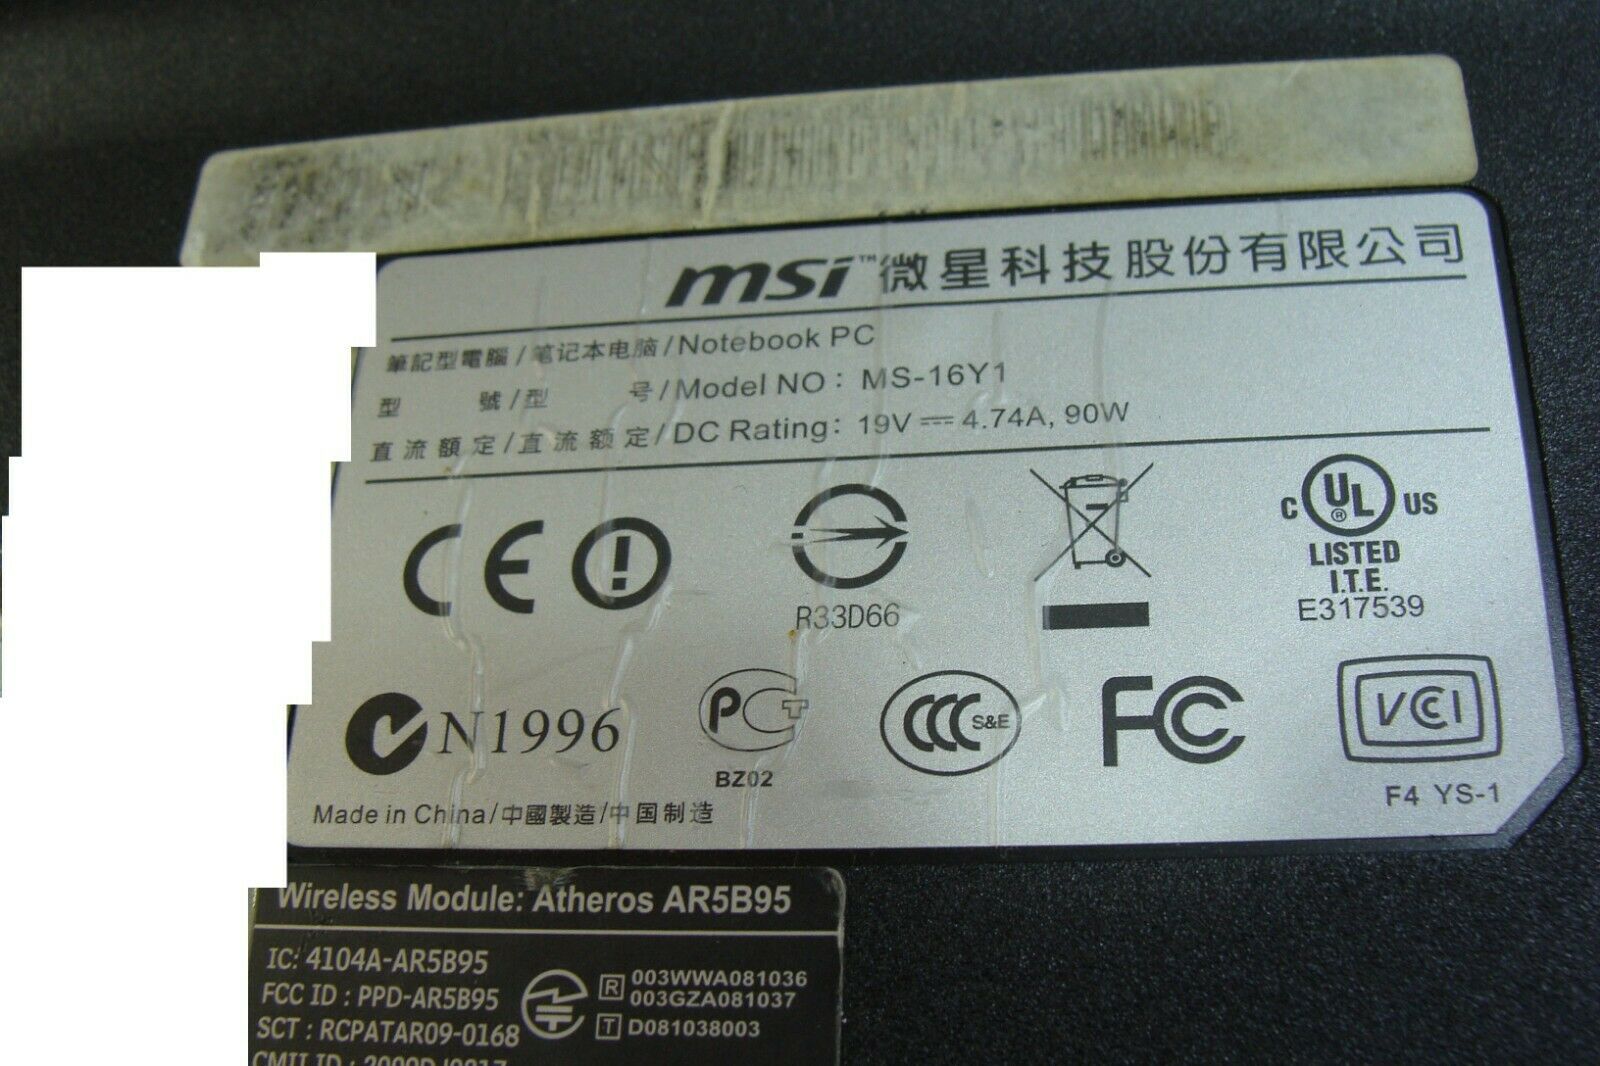 msi™微星科技股份有限公司
筆記型電腦/笔记本电脑/Notebook PC
型 號/型 号/Model NO: MS-16Y1
直流額定/直流额定/DC Rating: 19V⎓4.74A, 90W
CE
R33D66
C UL® US
LISTED
I.T.E.
E317539
N1996
PCT
BZ02
CCC S&E
FC
VCCI
F4 YS-1
Made in China/中國製造/中国制造
Wireless Module: Atheros AR5B95
IC: 4104A-AR5B95
FCC ID : PPD-AR5B95
SCT : RCPATAR09-0168
R 003WWA081036
003GZA081037
T D081038003
CMII ID :